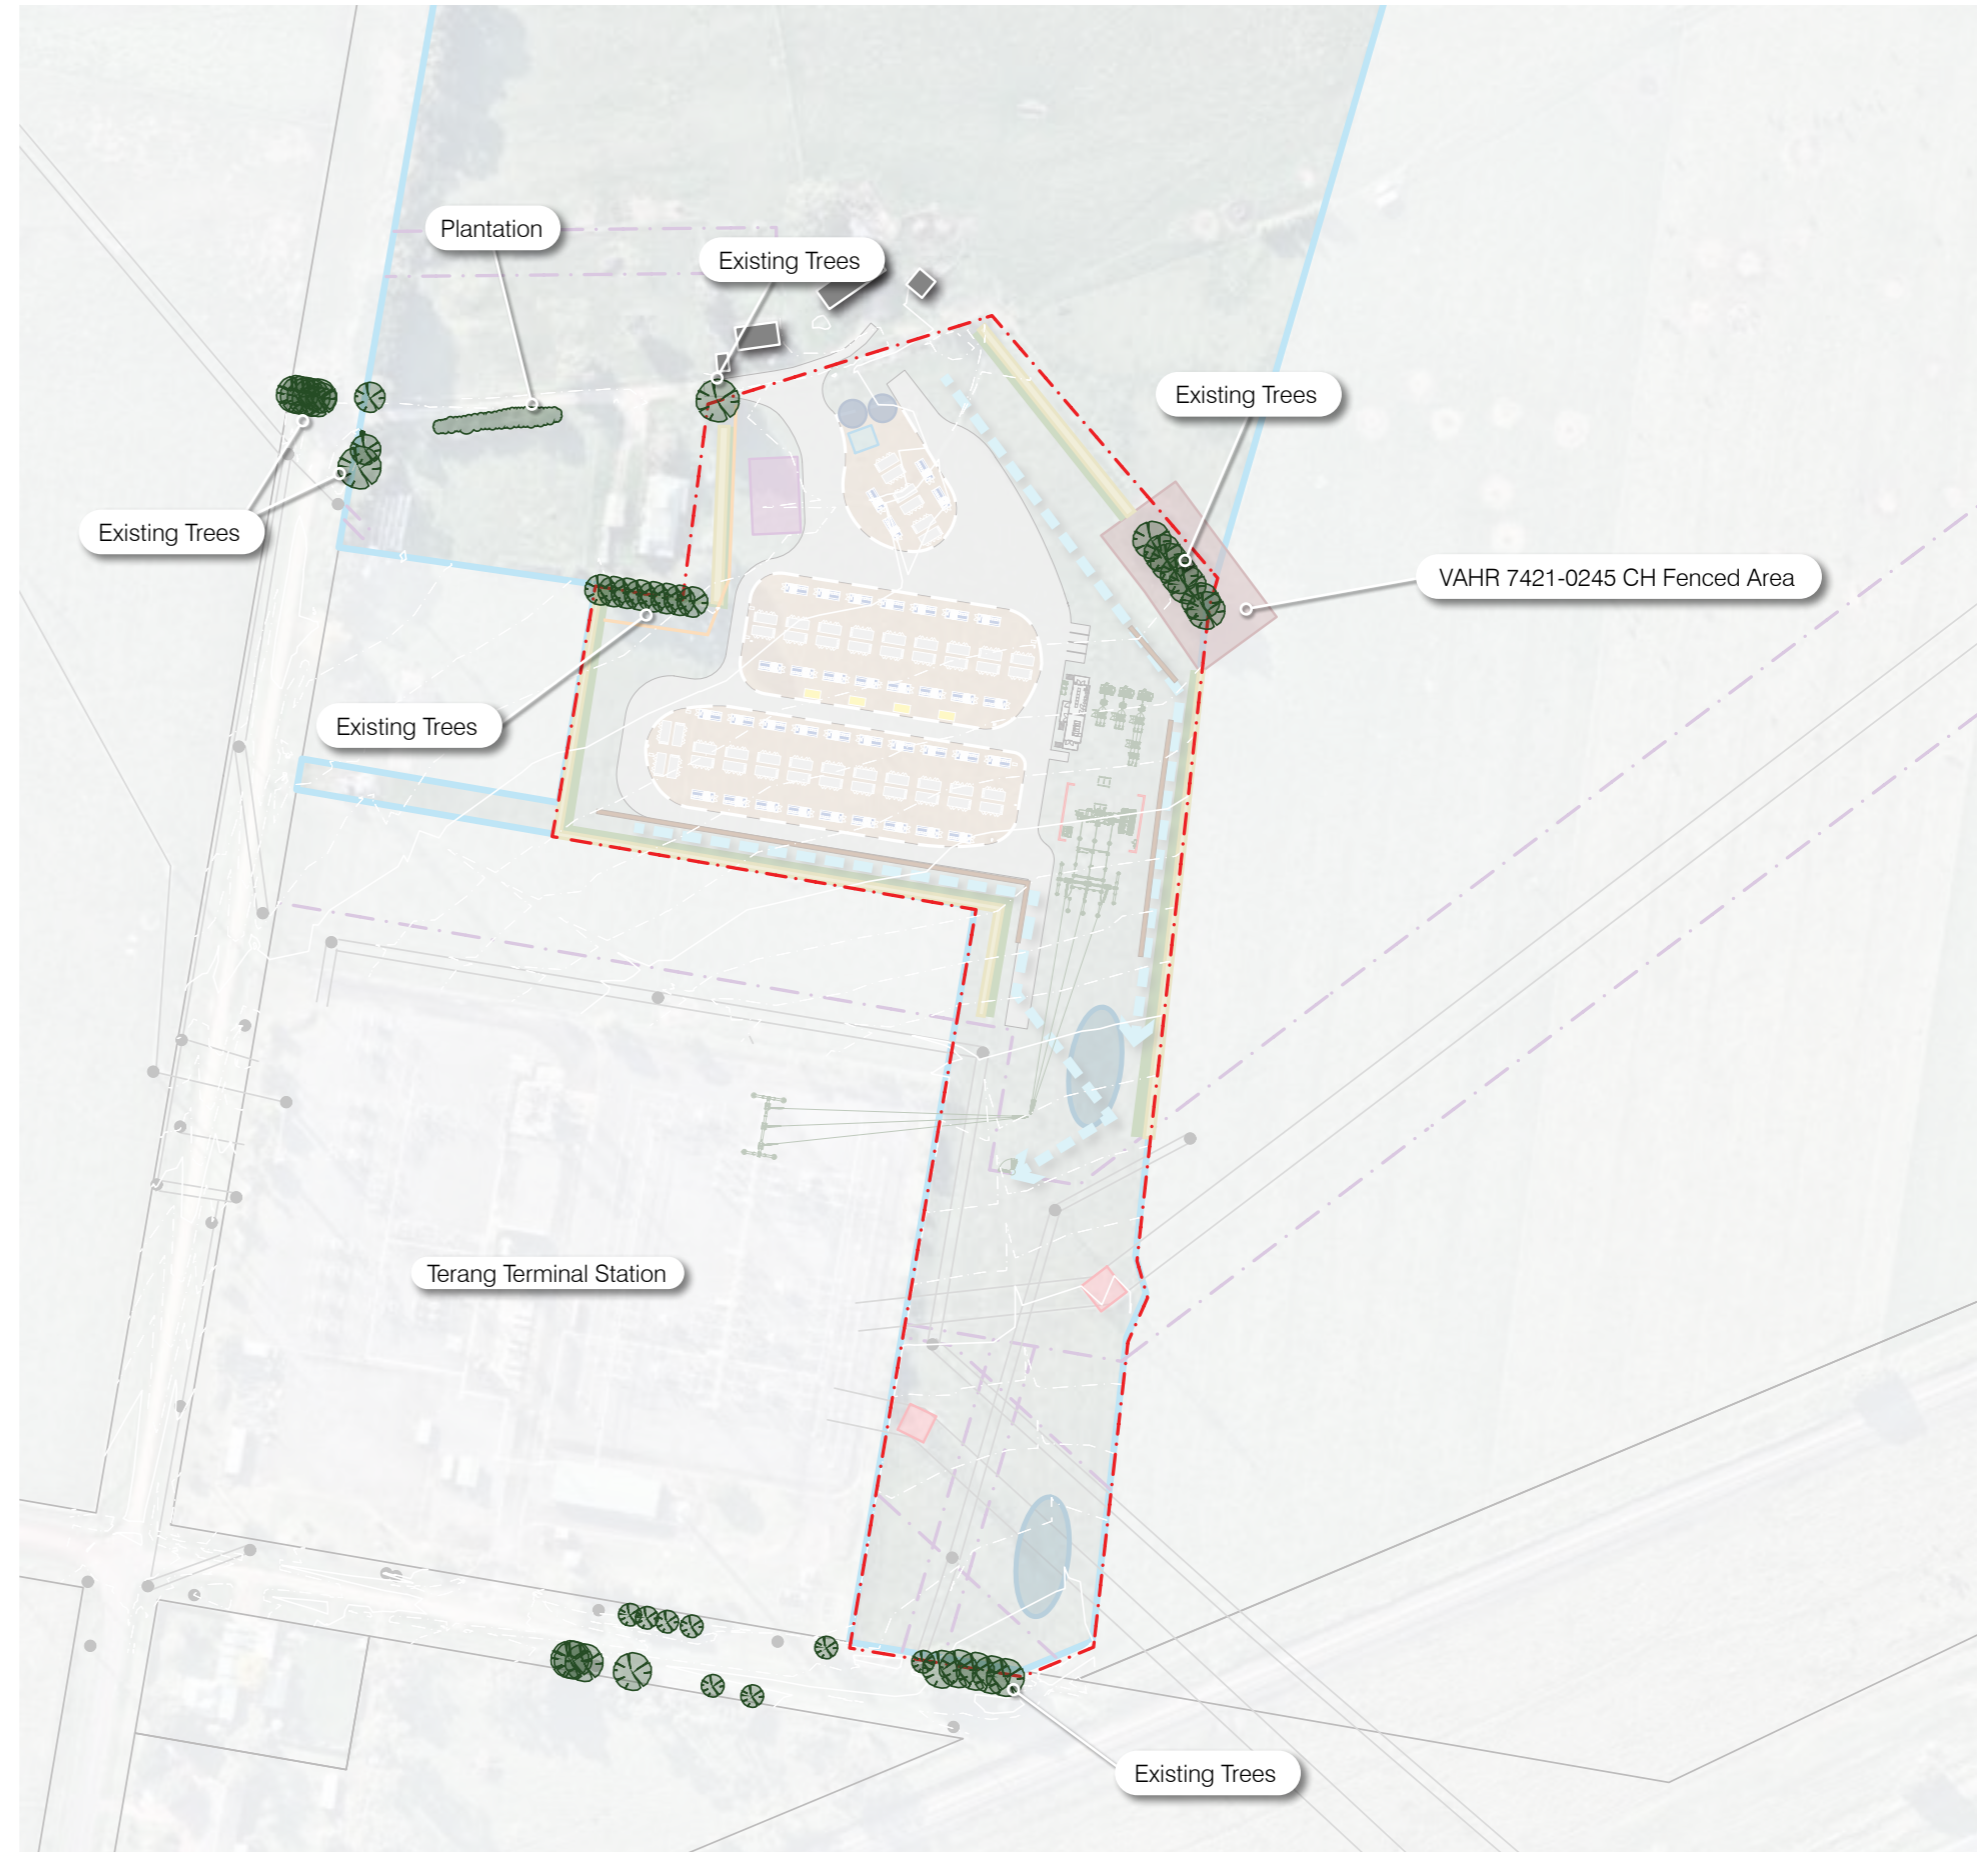 Plantation
Existing Trees
Existing Trees
Existing Trees
VAHR 7421-0245 CH Fenced Area
Existing Trees
Terang Terminal Station
Existing Trees